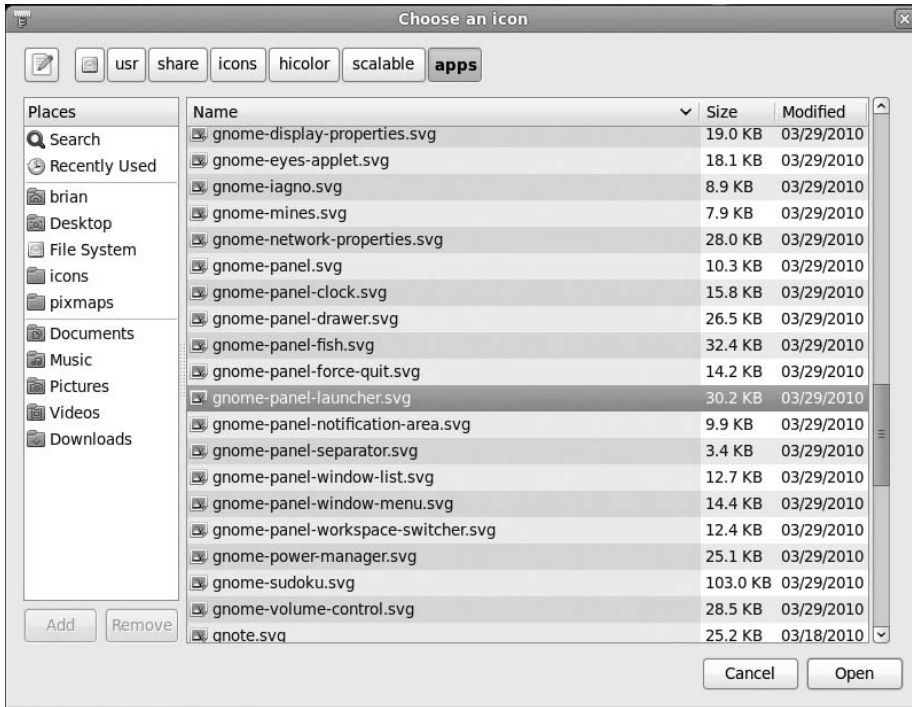 Choose an icon
usr share icons hicolor scalable apps
Places
Search
Recently Used
brian
Desktop
File System
icons
pixmaps
Documents
Music
Pictures
Videos
Downloads
Add Remove
Name Size Modified
gnome-display-properties.svg 19.0 KB 03/29/2010
gnome-eyes-applet.svg 18.1 KB 03/29/2010
gnome-iagno.svg 8.9 KB 03/29/2010
gnome-mines.svg 7.9 KB 03/29/2010
gnome-network-properties.svg 28.0 KB 03/29/2010
gnome-panel.svg 10.3 KB 03/29/2010
gnome-panel-clock.svg 15.8 KB 03/29/2010
gnome-panel-drawer.svg 26.5 KB 03/29/2010
gnome-panel-fish.svg 32.4 KB 03/29/2010
gnome-panel-force-quit.svg 14.2 KB 03/29/2010
gnome-panel-launcher.svg 30.2 KB 03/29/2010
gnome-panel-notification-area.svg 9.9 KB 03/29/2010
gnome-panel-separator.svg 3.4 KB 03/29/2010
gnome-panel-window-list.svg 12.7 KB 03/29/2010
gnome-panel-window-menu.svg 14.4 KB 03/29/2010
gnome-panel-workspace-switcher.svg 12.4 KB 03/29/2010
gnome-power-manager.svg 25.1 KB 03/29/2010
gnome-sudoku.svg 103.0 KB 03/29/2010
gnome-volume-control.svg 28.5 KB 03/29/2010
gnote.svg 25.2 KB 03/18/2010
Cancel Open